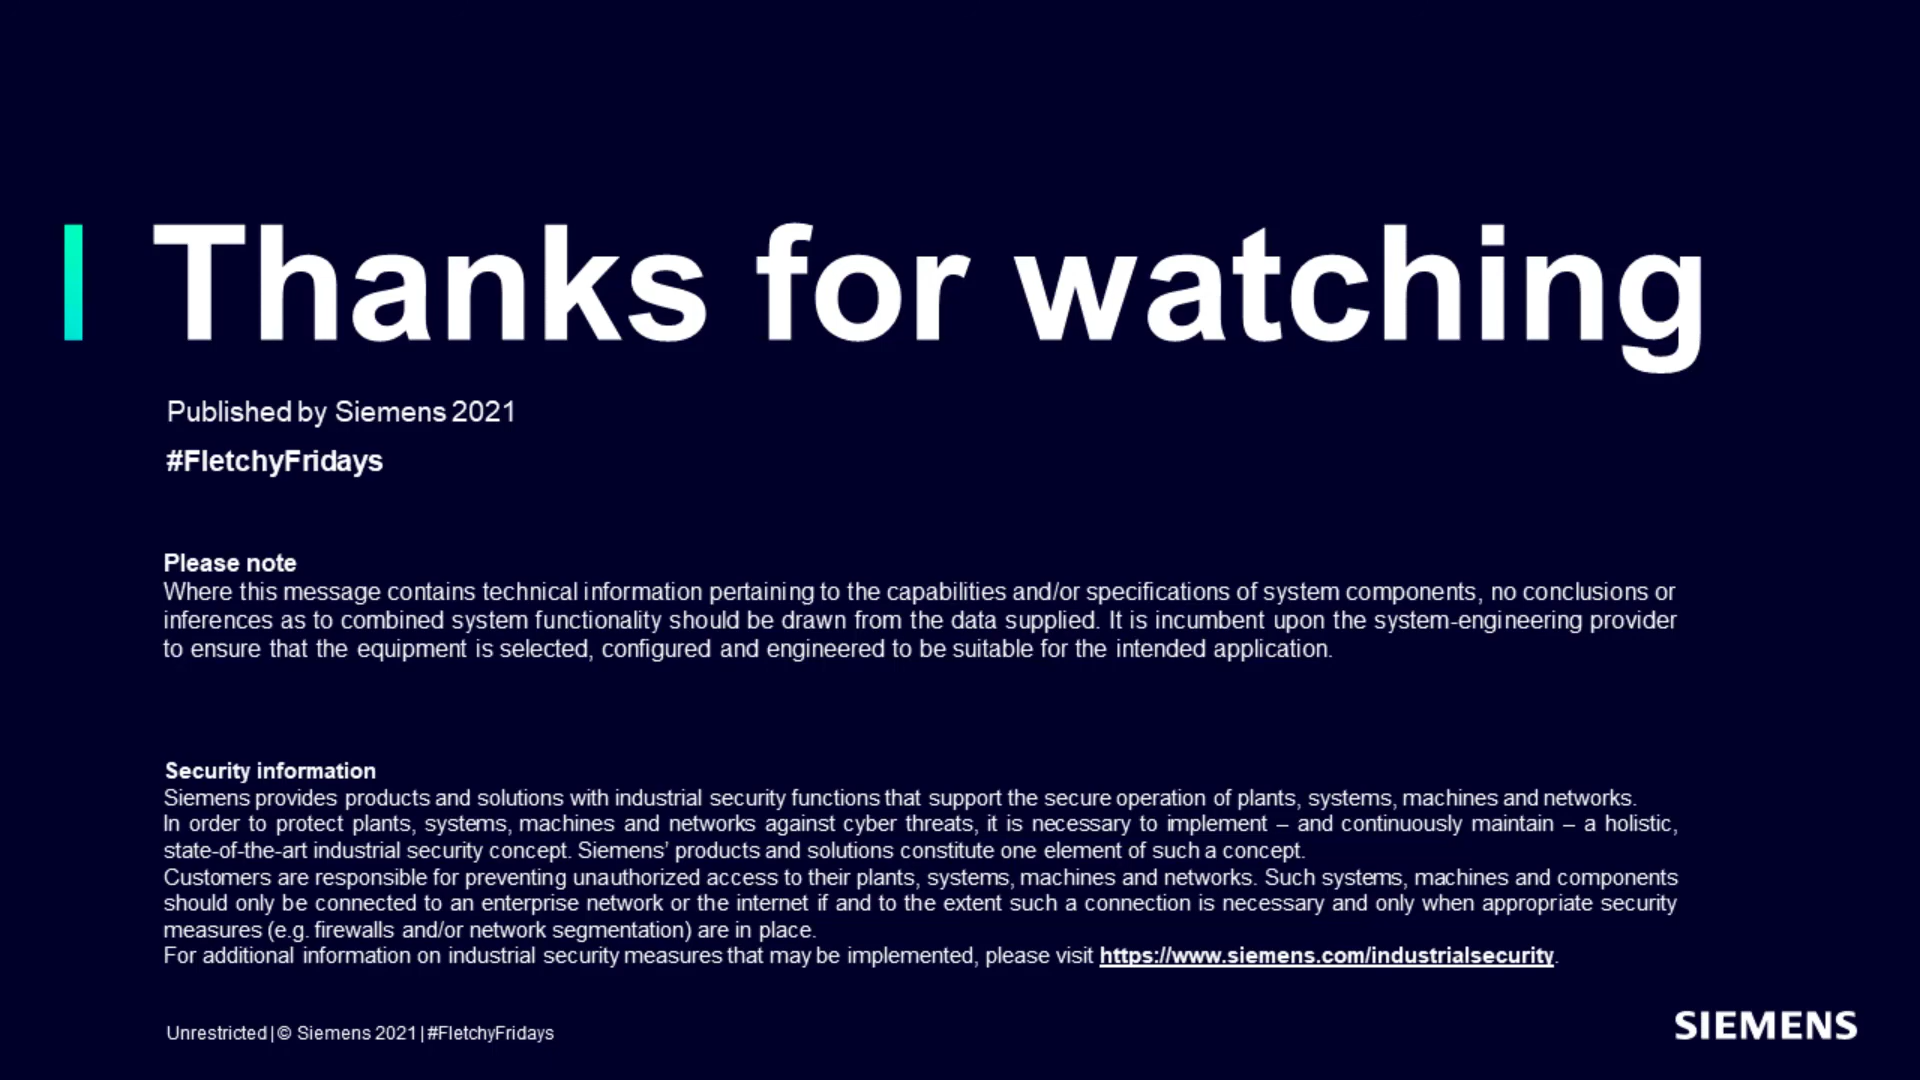 Thanks for watching
Published by Siemens 2021
#FletchyFridays
Please note
Where this message contains technical information pertaining to the capabilities and/or specifications of system components, no conclusions or
inferences as to combined system functionality should be drawn from the data supplied. It is incumbent upon the system-engineering provider
to ensure that the equipment is selected, configured and engineered to be suitable for the intended application.
Security information
Siemens provides products and solutions with industrial security functions that support the secure operation of plants, systems, machines and networks.
In order to protect plants, systems, machines and networks against cyber threats, it is necessary to implement – and continuously maintain – a holistic,
state-of-the-art industrial security concept. Siemens’ products and solutions constitute one element of such a concept.
Customers are responsible for preventing unauthorized access to their plants, systems, machines and networks. Such systems, machines and components
should only be connected to an enterprise network or the internet if and to the extent such a connection is necessary and only when appropriate security
measures (e.g. firewalls and/or network segmentation) are in place.
For additional information on industrial security measures that may be implemented, please visit https://www.siemens.com/industrialsecurity.
Unrestricted | © Siemens 2021 | #FletchyFridays
SIEMENS